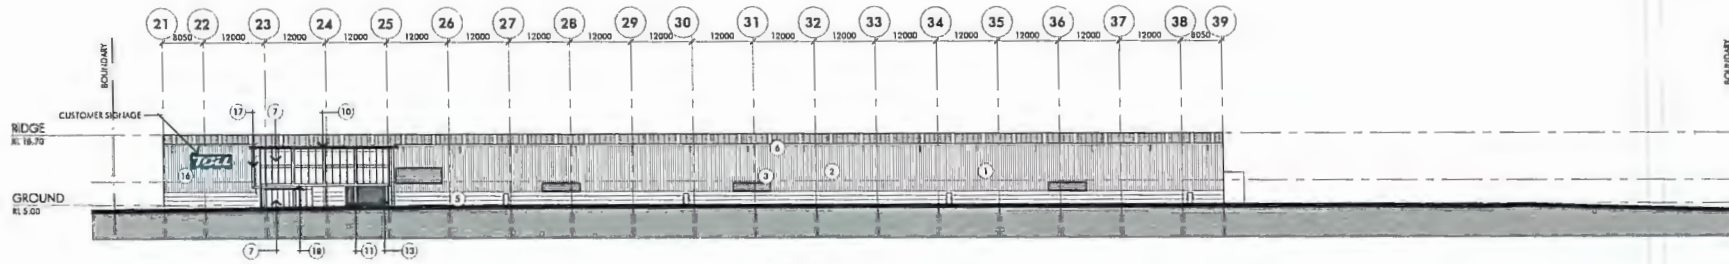 21 22 23 24 25 26 27 28 29 30 31 32 33 34 35 36 37 38 39
8050 12000 12000 12000 12000 12000 12000 12000 12000 12000 12000 12000 12000 12000 12000 12000 12000 8050
BOUNDARY
BOUNDARY
17 7 10
CUSTOMER SIGNAGE
RIDGE
RL 18.70
TOLL
6
16 3 2 1
GROUND
RL 5.00
5
7 18 11 13